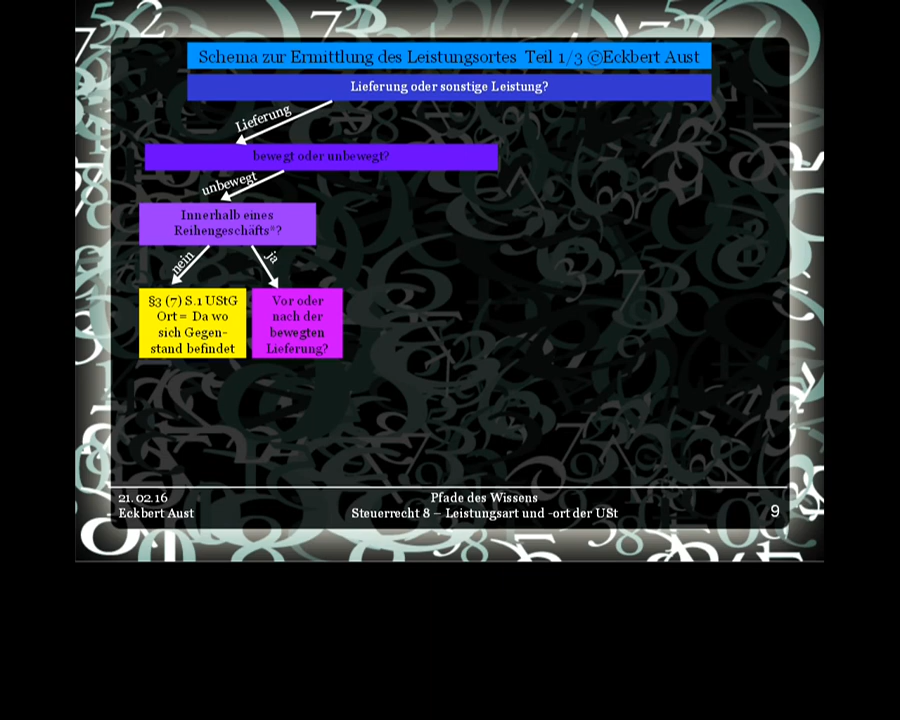 Schema zur Ermittlung des Leistungsortes Teil 1/3 ©Eckbert Aust
Lieferung oder sonstige Leistung?
Lieferung
bewegt oder unbewegt?
unbewegt
Innerhalb eines
Reihengeschäfts*?
nein
ja
§3 (7) S.1 UStG
Ort = Da wo
sich Gegen-
stand befindet
Vor oder
nach der
bewegten
Lieferung?
21.02.16
Eckbert Aust
Pfade des Wissens
Steuerrecht 8 – Leistungsart und -ort der USt
9